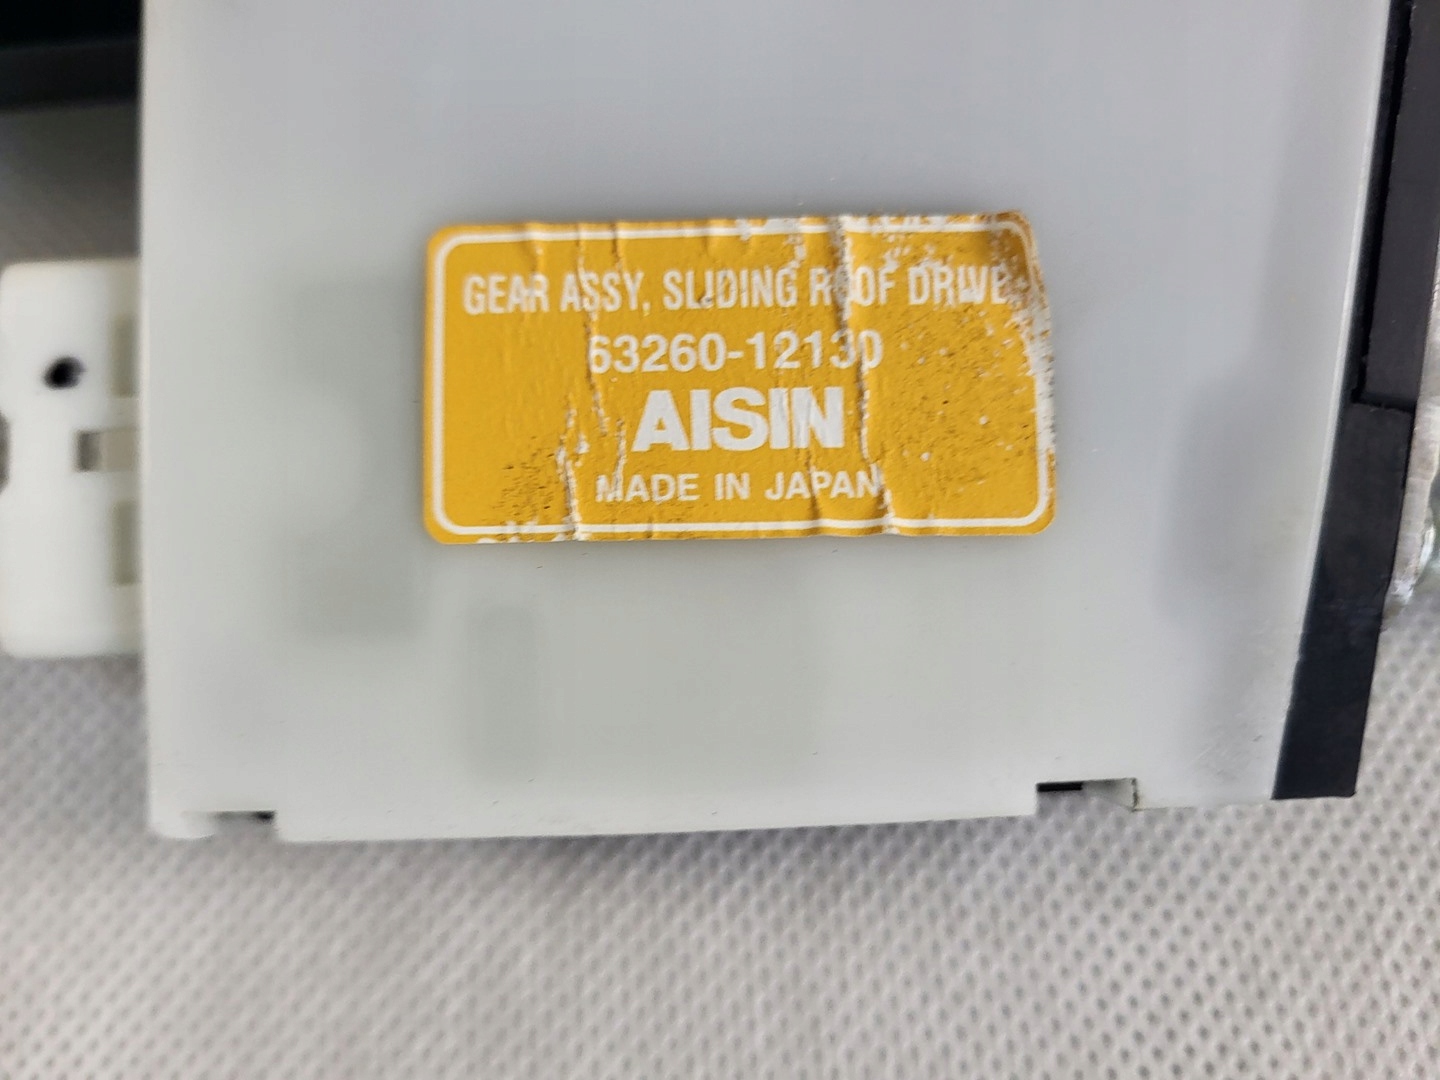 GEAR ASSY, SLIDING ROOF DRIVE
63260-12130
AISIN
MADE IN JAPAN